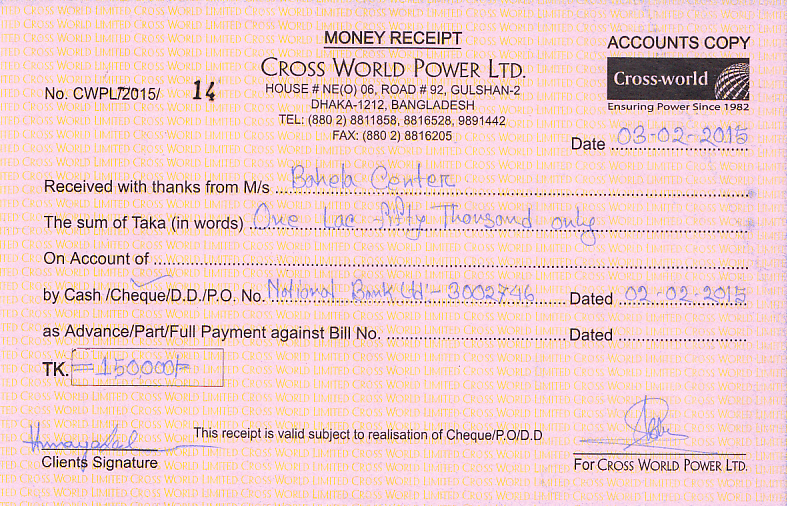 MONEY RECEIPT
ACCOUNTS COPY
CROSS WORLD POWER LTD.
Cross-world
Ensuring Power Since 1982
No. CWPL/2015/ 14
HOUSE # NE(O) 06, ROAD # 92, GULSHAN-2
DHAKA-1212, BANGLADESH
TEL: (880 2) 8811858, 8816528, 9891442
FAX: (880 2) 8816205
Date 03-02-2015
Received with thanks from M/s Bahela Center
The sum of Taka (in words) One Lac fifty Thousand only
On Account of
by Cash /Cheque/D.D./P.O. No. National Bank Ltd - 3002746 Dated 02-02-2015
as Advance/Part/Full Payment against Bill No. Dated
TK. =150000/=
This receipt is valid subject to realisation of Cheque/P.O/D.D
Clients Signature
For CROSS WORLD POWER LTD.